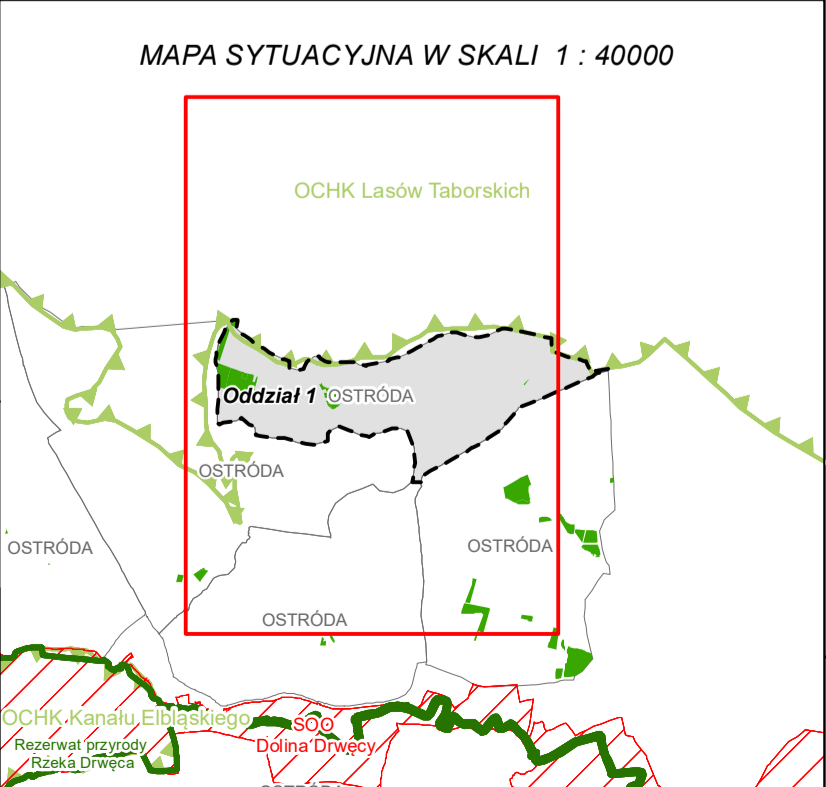 MAPA SYTUACYJNA W SKALI 1 : 40000
OCHK Lasów Taborskich
Oddział 1 OSTRÓDA
OSTRÓDA
OSTRÓDA
OSTRÓDA
OSTRÓDA
OCHK Kanału Elbląskiego
SOO
Dolina Drwęcy
Rezerwat przyrody
Rzeka Drwęca